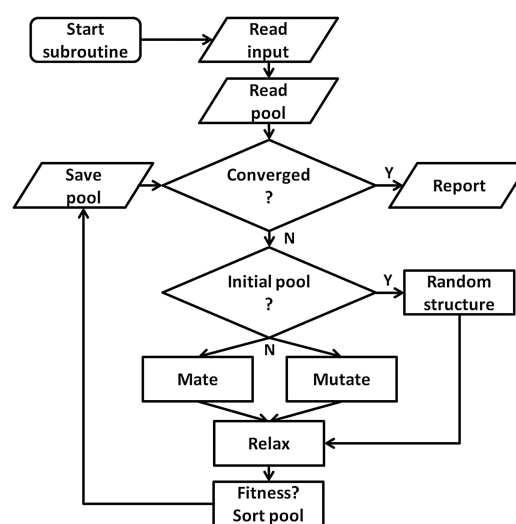 Start
subroutine
Read
input
Read
pool
Save
pool
Converged
?
Y
Report
N
Initial pool
?
Y
Random
structure
N
Mate
Mutate
Relax
Fitness?
Sort pool